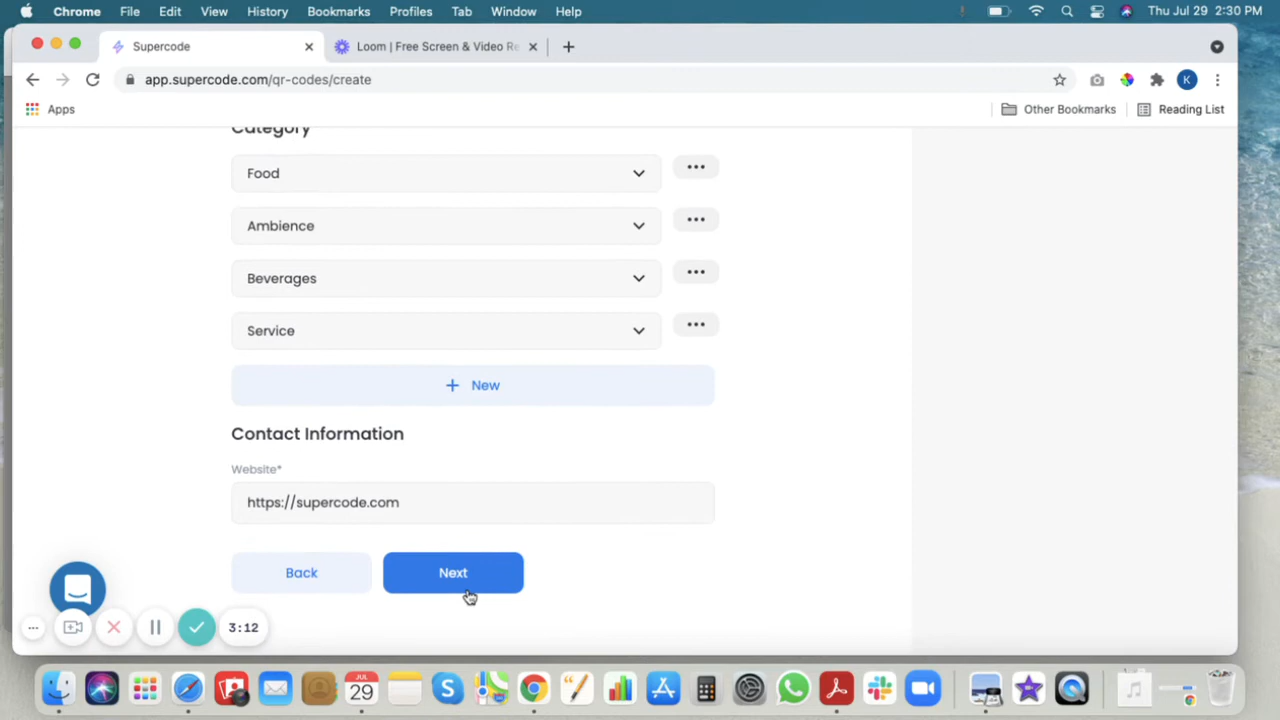 Chrome File Edit View History Bookmarks Profiles Tab Window Help Thu Jul 29 2:30 PM
Supercode Loom | Free Screen & Video Re
app.supercode.com/qr-codes/create K
Apps Other Bookmarks Reading List
Category
Food
Ambience
Beverages
Service
+ New
Contact Information
Website*
https://supercode.com
Back Next
3:12
JUL
29